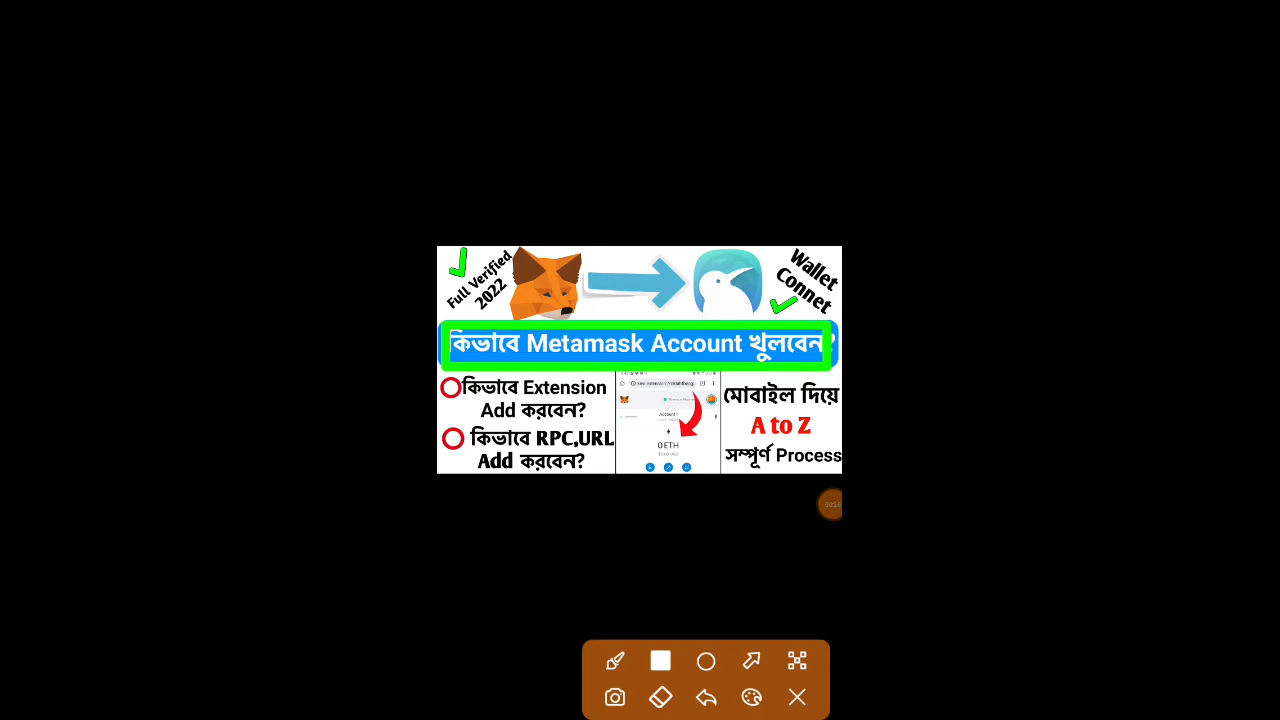 Full Verified
2022
Wallet
Connet
কিভাবে Metamask Account খুলবেন?
কিভাবে Extension
Add করবেন?
কিভাবে RPC,URL
Add করবেন?
Account 1
0 ETH
মোবাইল দিয়ে
A to Z
সম্পূর্ণ Process